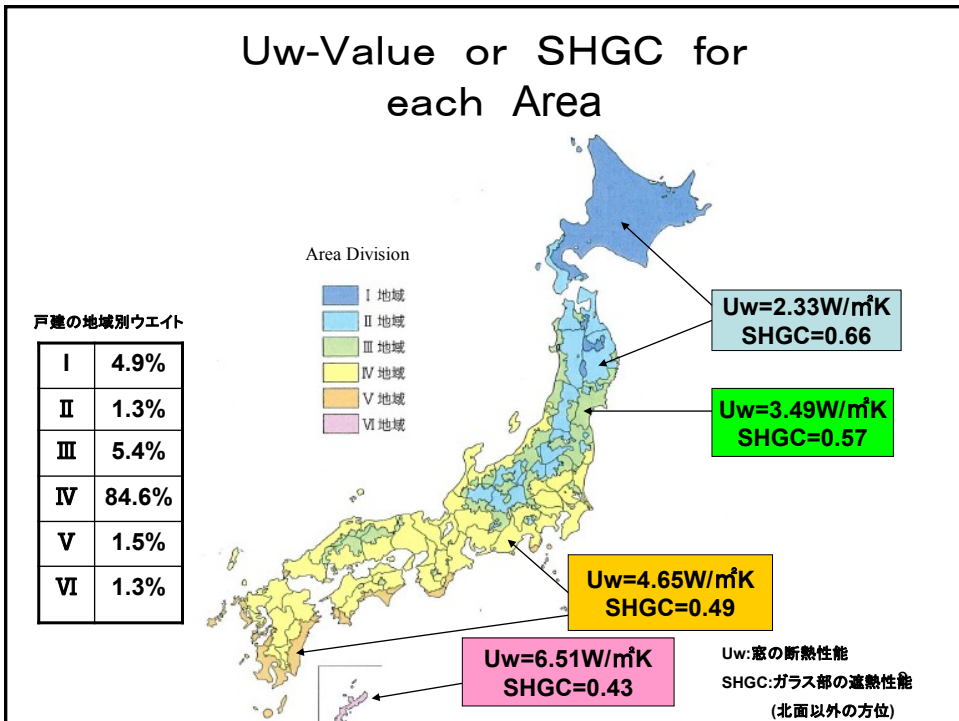 Uw-Value or SHGC for
each Area
Area Division
Ⅰ 地域
Ⅱ 地域
Ⅲ 地域
Ⅳ 地域
Ⅴ 地域
Ⅵ 地域
戸建の地域別ウエイト
Ⅰ 4.9%
Ⅱ 1.3%
Ⅲ 5.4%
Ⅳ 84.6%
Ⅴ 1.5%
Ⅵ 1.3%
Uw=2.33W/㎡K
SHGC=0.66
Uw=3.49W/㎡K
SHGC=0.57
Uw=4.65W/㎡K
SHGC=0.49
Uw=6.51W/㎡K
SHGC=0.43
Uw:窓の断熱性能
SHGC:ガラス部の遮熱性能
(北面以外の方位)